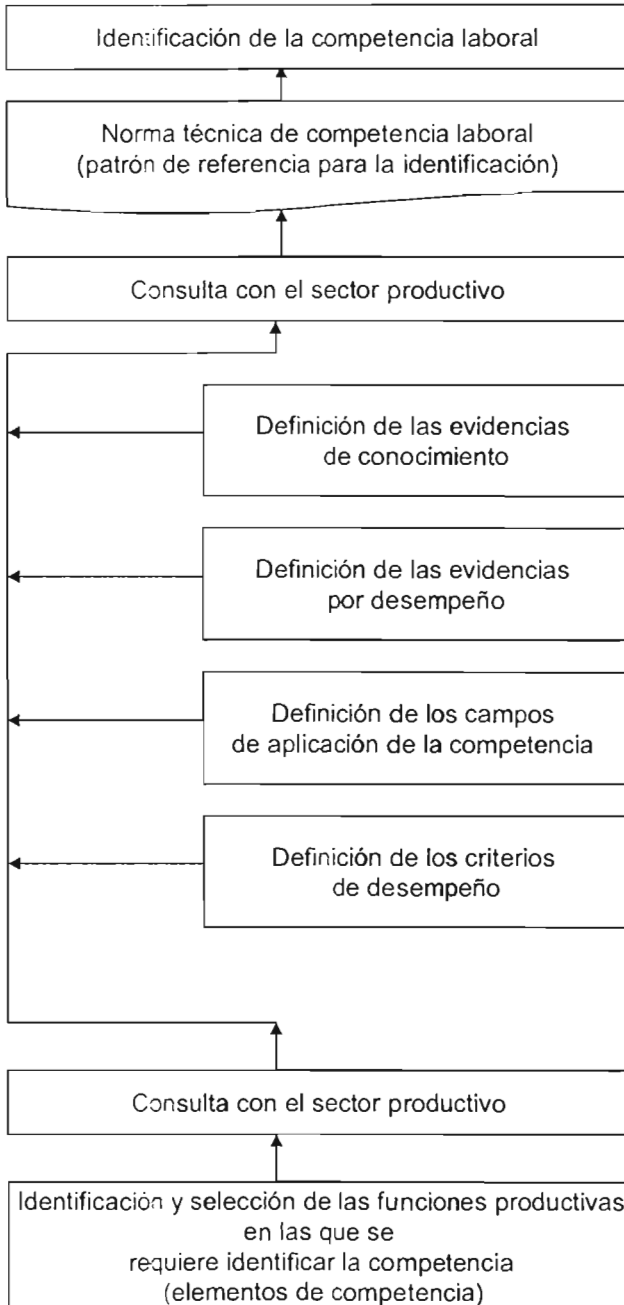 Identificación de la competencia laboral
Norma técnica de competencia laboral
(patrón de referencia para la identificación)
Consulta con el sector productivo
Definición de las evidencias
de conocimiento
Definición de las evidencias
por desempeño
Definición de los campos
de aplicación de la competencia
Definición de los criterios
de desempeño
Consulta con el sector productivo
Identificación y selección de las funciones productivas
en las que se
requiere identificar la competencia
(elementos de competencia)